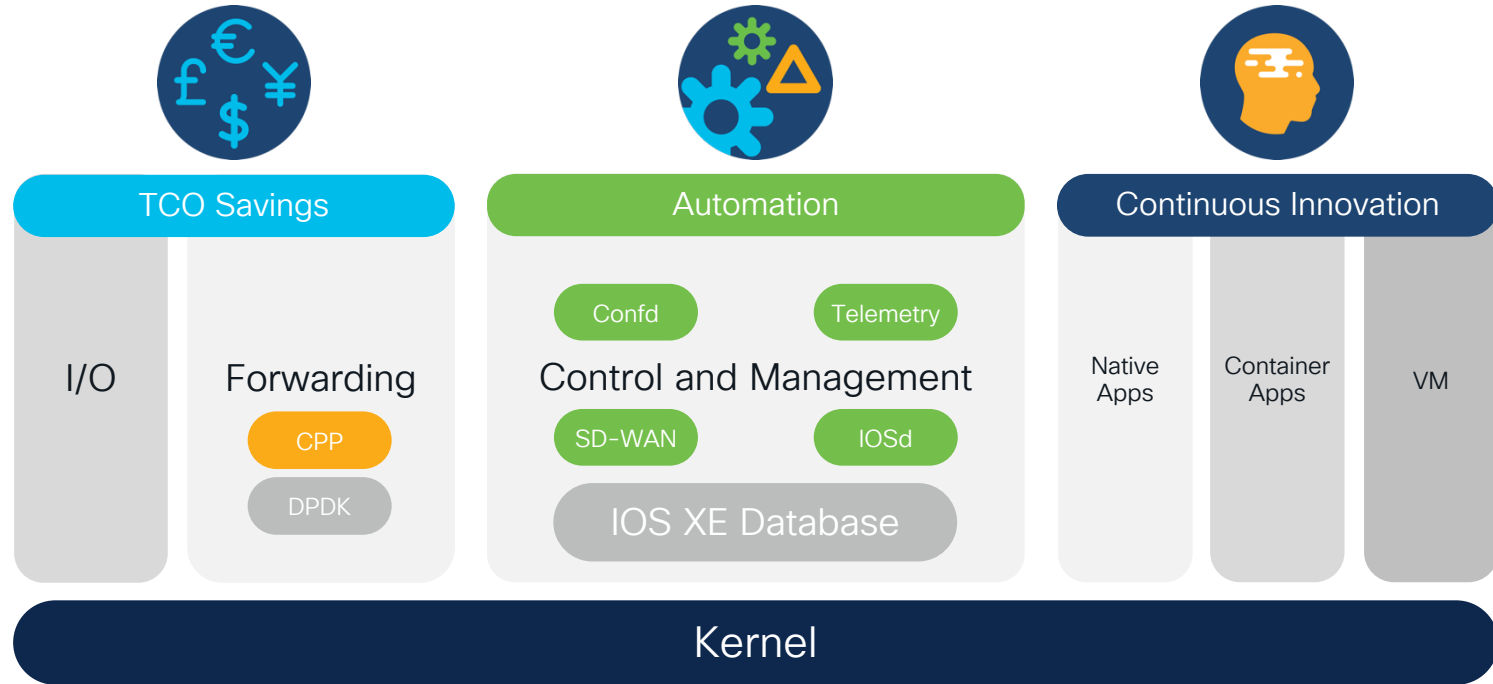 €
£
¥
$
TCO Savings
Automation
Continuous Innovation
I/O
Forwarding
CPP
DPDK
Confd
Telemetry
Control and Management
SD-WAN
IOSd
IOS XE Database
Native
Apps
Container
Apps
VM
Kernel